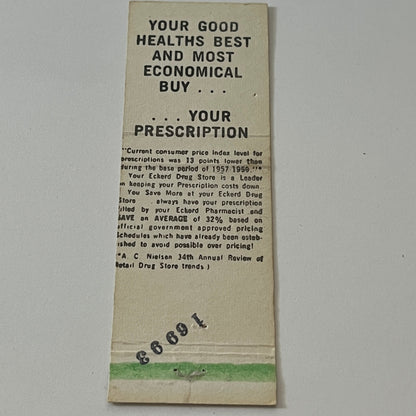 YOUR GOOD
HEALTHS BEST
AND MOST
ECONOMICAL
BUY . . .
. . . YOUR
PRESCRIPTION
"Current consumer price index level for
prescriptions was 13 points lower than
during the base period of 1957-1959."*
Your Eckerd Drug Store is a Leader
in keeping your Prescription costs down.
You Save More at your Eckerd Drug
Store . . always have your prescription
filled by your Eckerd Pharmacist and
SAVE an AVERAGE of 32% based on
official government approved pricing
Schedules which have already been estab-
ished to avoid possible over pricing!
*A C. Nielsen 34th Annual Review of
Retail Drug Store trends )
16993